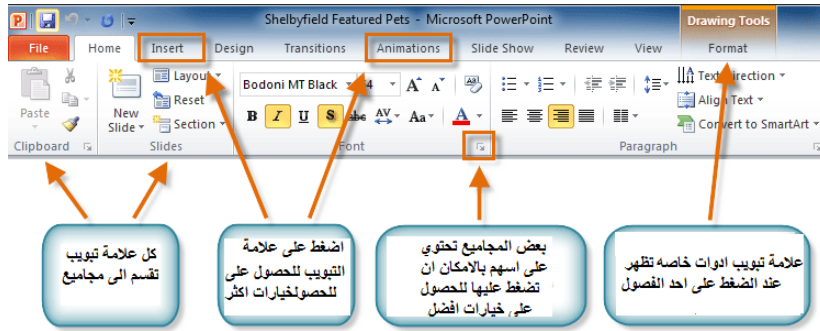 Shelbyfield Featured Pets - Microsoft PowerPoint
Drawing Tools
File Home Insert Design Transitions Animations Slide Show Review View Format
Paste
New Slide
Layout
Reset
Section
Bodoni MT Black
B I U S abc AV Aa A
Text Direction
Align Text
Convert to SmartArt
Clipboard Slides Font Paragraph
كل علامة تبويب
تقسم الى مجاميع
اضغط على علامة
التبويب للحصول على
للحصولخيارات اكثر
بعض المجاميع تحتوي
على اسهم بالامكان ان
تضغط عليها للحصول
على خيارات افضل
علامة تبويب ادوات خاصه تظهر
عند الضغط على احد الفصول